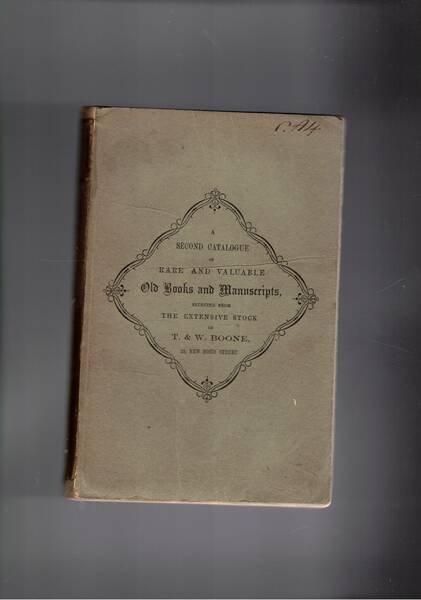 A
SECOND CATALOGUE
OF
RARE AND VALUABLE
Old Books and Manuscripts,
SELECTED FROM
THE EXTENSIVE STOCK
OF
T. & W. BOONE,
29, NEW BOND STREET